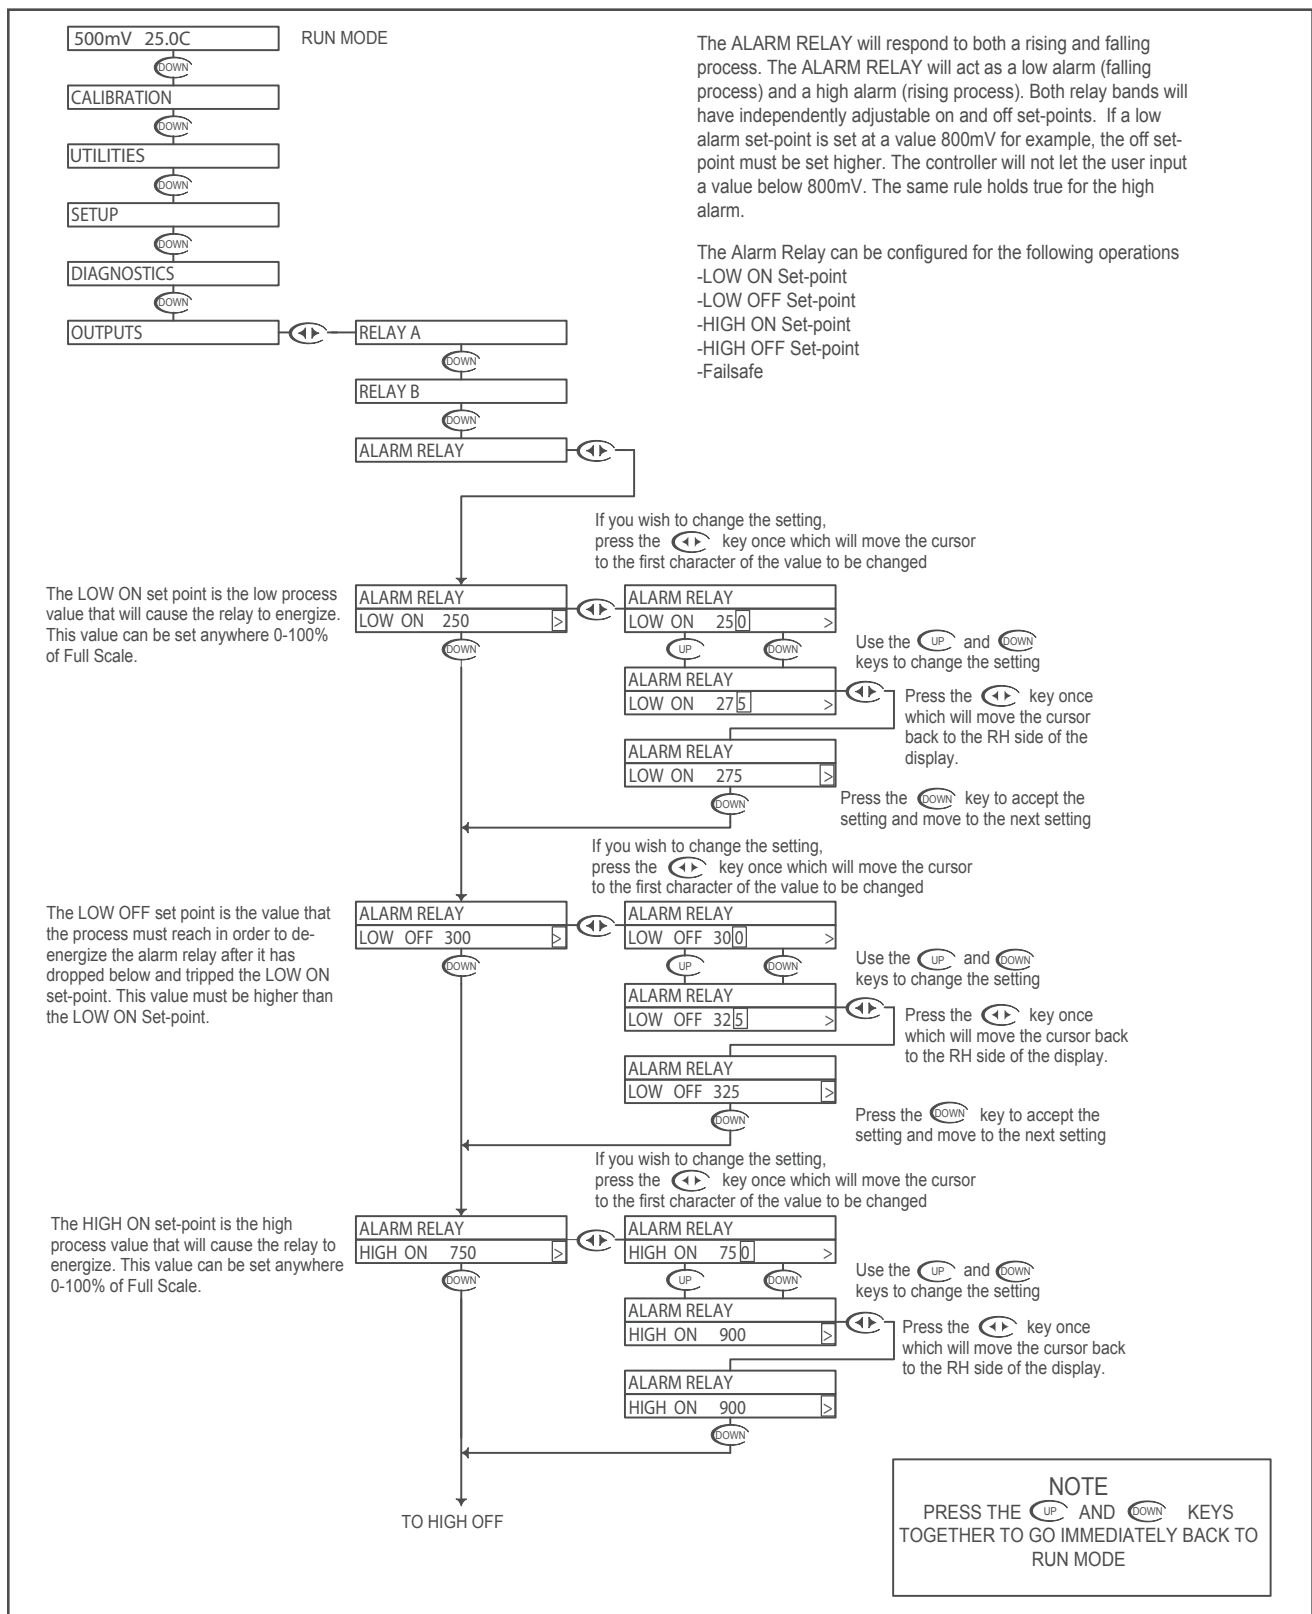 500mV 25.0C
RUN MODE
DOWN
CALIBRATION
DOWN
UTILITIES
DOWN
SETUP
DOWN
DIAGNOSTICS
DOWN
OUTPUTS
RELAY A
DOWN
RELAY B
DOWN
ALARM RELAY
The ALARM RELAY will respond to both a rising and falling
process. The ALARM RELAY will act as a low alarm (falling
process) and a high alarm (rising process). Both relay bands will
have independently adjustable on and off set-points. If a low
alarm set-point is set at a value 800mV for example, the off set-
point must be set higher. The controller will not let the user input
a value below 800mV. The same rule holds true for the high
alarm.
The Alarm Relay can be configured for the following operations
-LOW ON Set-point
-LOW OFF Set-point
-HIGH ON Set-point
-HIGH OFF Set-point
-Failsafe
If you wish to change the setting,
press the key once which will move the cursor
to the first character of the value to be changed
The LOW ON set point is the low process
value that will cause the relay to energize.
This value can be set anywhere 0-100%
of Full Scale.
ALARM RELAY
LOW ON 250 >
DOWN
ALARM RELAY
LOW ON 250 >
UP DOWN
Use the UP and DOWN
keys to change the setting
ALARM RELAY
LOW ON 275 >
Press the key once
which will move the cursor
back to the RH side of the
display.
ALARM RELAY
LOW ON 275 >
DOWN
Press the DOWN key to accept the
setting and move to the next setting
If you wish to change the setting,
press the key once which will move the cursor
to the first character of the value to be changed
The LOW OFF set point is the value that
the process must reach in order to de-
energize the alarm relay after it has
dropped below and tripped the LOW ON
set-point. This value must be higher than
the LOW ON Set-point.
ALARM RELAY
LOW OFF 300 >
DOWN
ALARM RELAY
LOW OFF 300 >
UP DOWN
Use the UP and DOWN
keys to change the setting
ALARM RELAY
LOW OFF 325 >
Press the key once
which will move the cursor back
to the RH side of the display.
ALARM RELAY
LOW OFF 325 >
DOWN
Press the DOWN key to accept the
setting and move to the next setting
If you wish to change the setting,
press the key once which will move the cursor
to the first character of the value to be changed
The HIGH ON set-point is the high
process value that will cause the relay to
energize. This value can be set anywhere
0-100% of Full Scale.
ALARM RELAY
HIGH ON 750 >
DOWN
ALARM RELAY
HIGH ON 750 >
UP DOWN
Use the UP and DOWN
keys to change the setting
ALARM RELAY
HIGH ON 900 >
Press the key once
which will move the cursor back
to the RH side of the display.
ALARM RELAY
HIGH ON 900 >
DOWN
TO HIGH OFF
NOTE
PRESS THE UP AND DOWN KEYS
TOGETHER TO GO IMMEDIATELY BACK TO
RUN MODE